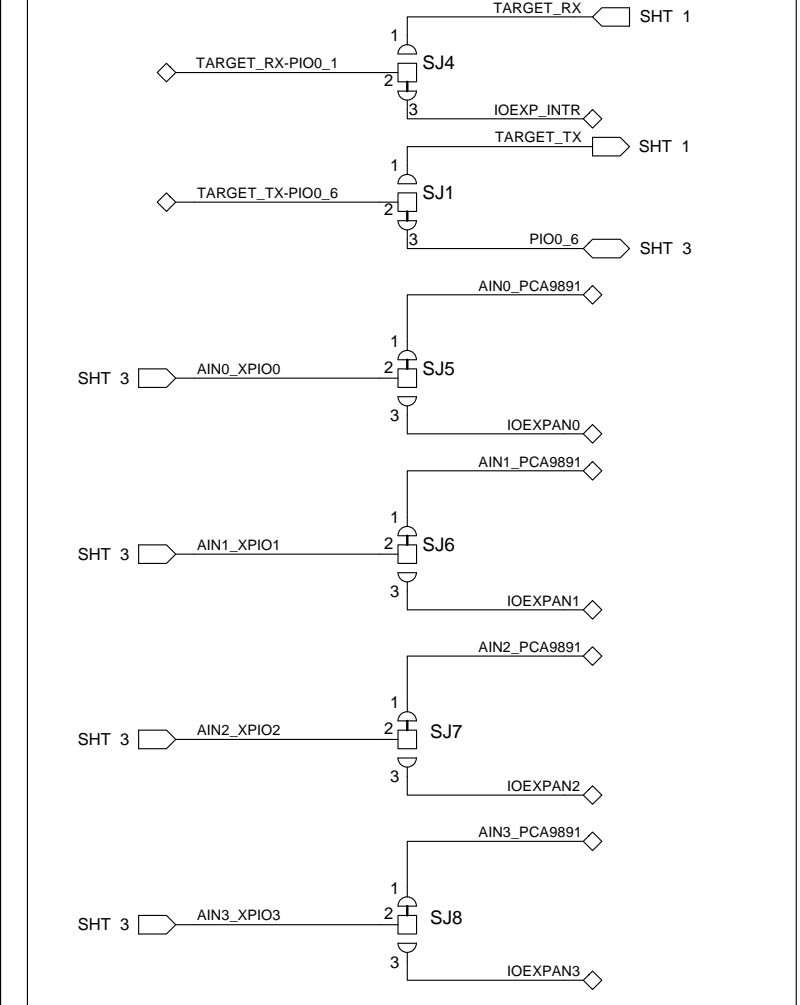 TARGET_RX SHT 1
1
SJ4
TARGET_RX-PIO0_1
2
3
IOEXP_INTR
TARGET_TX SHT 1
1
SJ1
TARGET_TX-PIO0_6
2
3
PIO0_6 SHT 3
AIN0_PCA9891
1
SHT 3 AIN0_XPIO0 2 SJ5
3
IOEXPAN0
AIN1_PCA9891
1
SHT 3 AIN1_XPIO1 2 SJ6
3
IOEXPAN1
AIN2_PCA9891
1
SHT 3 AIN2_XPIO2 2 SJ7
3
IOEXPAN2
AIN3_PCA9891
1
SHT 3 AIN3_XPIO3 2 SJ8
3
IOEXPAN3